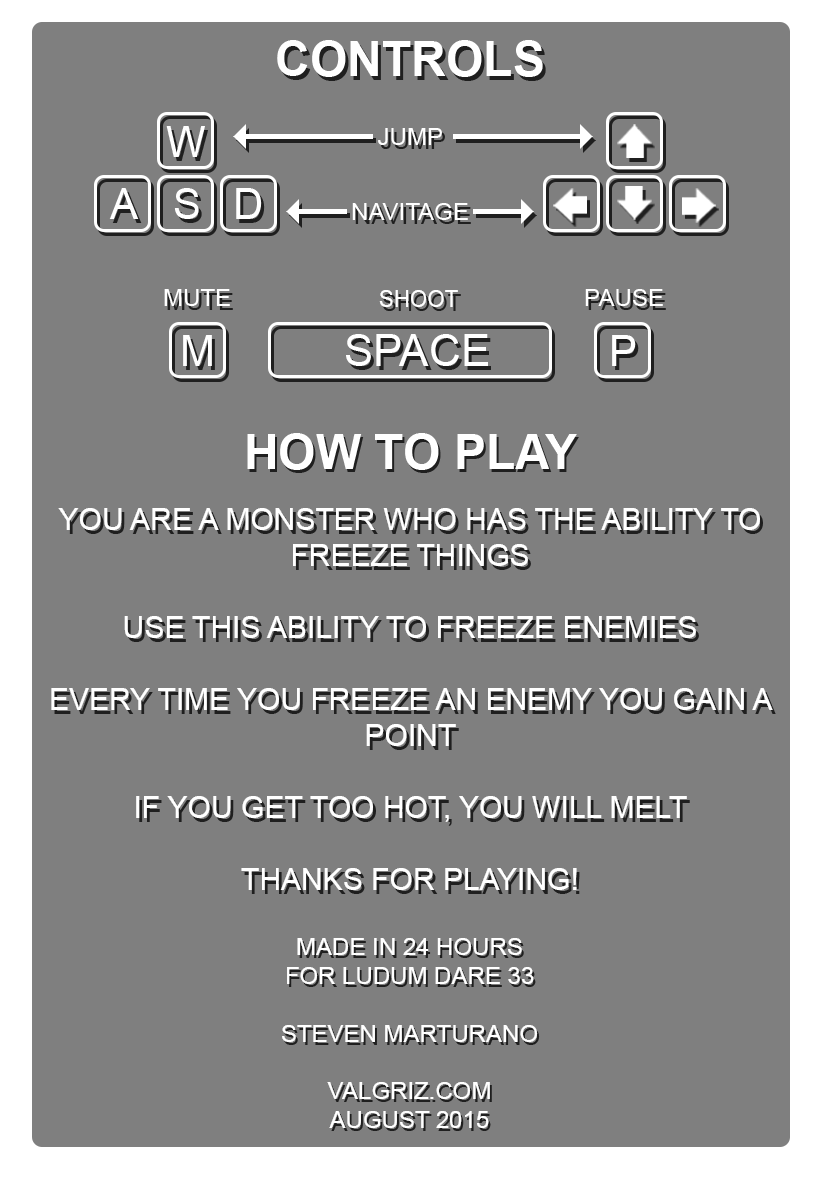 CONTROLS
W JUMP
A S D NAVITAGE
MUTE SHOOT PAUSE
M SPACE P
HOW TO PLAY
YOU ARE A MONSTER WHO HAS THE ABILITY TO
FREEZE THINGS
USE THIS ABILITY TO FREEZE ENEMIES
EVERY TIME YOU FREEZE AN ENEMY YOU GAIN A
POINT
IF YOU GET TOO HOT, YOU WILL MELT
THANKS FOR PLAYING!
MADE IN 24 HOURS
FOR LUDUM DARE 33
STEVEN MARTURANO
VALGRIZ.COM
AUGUST 2015